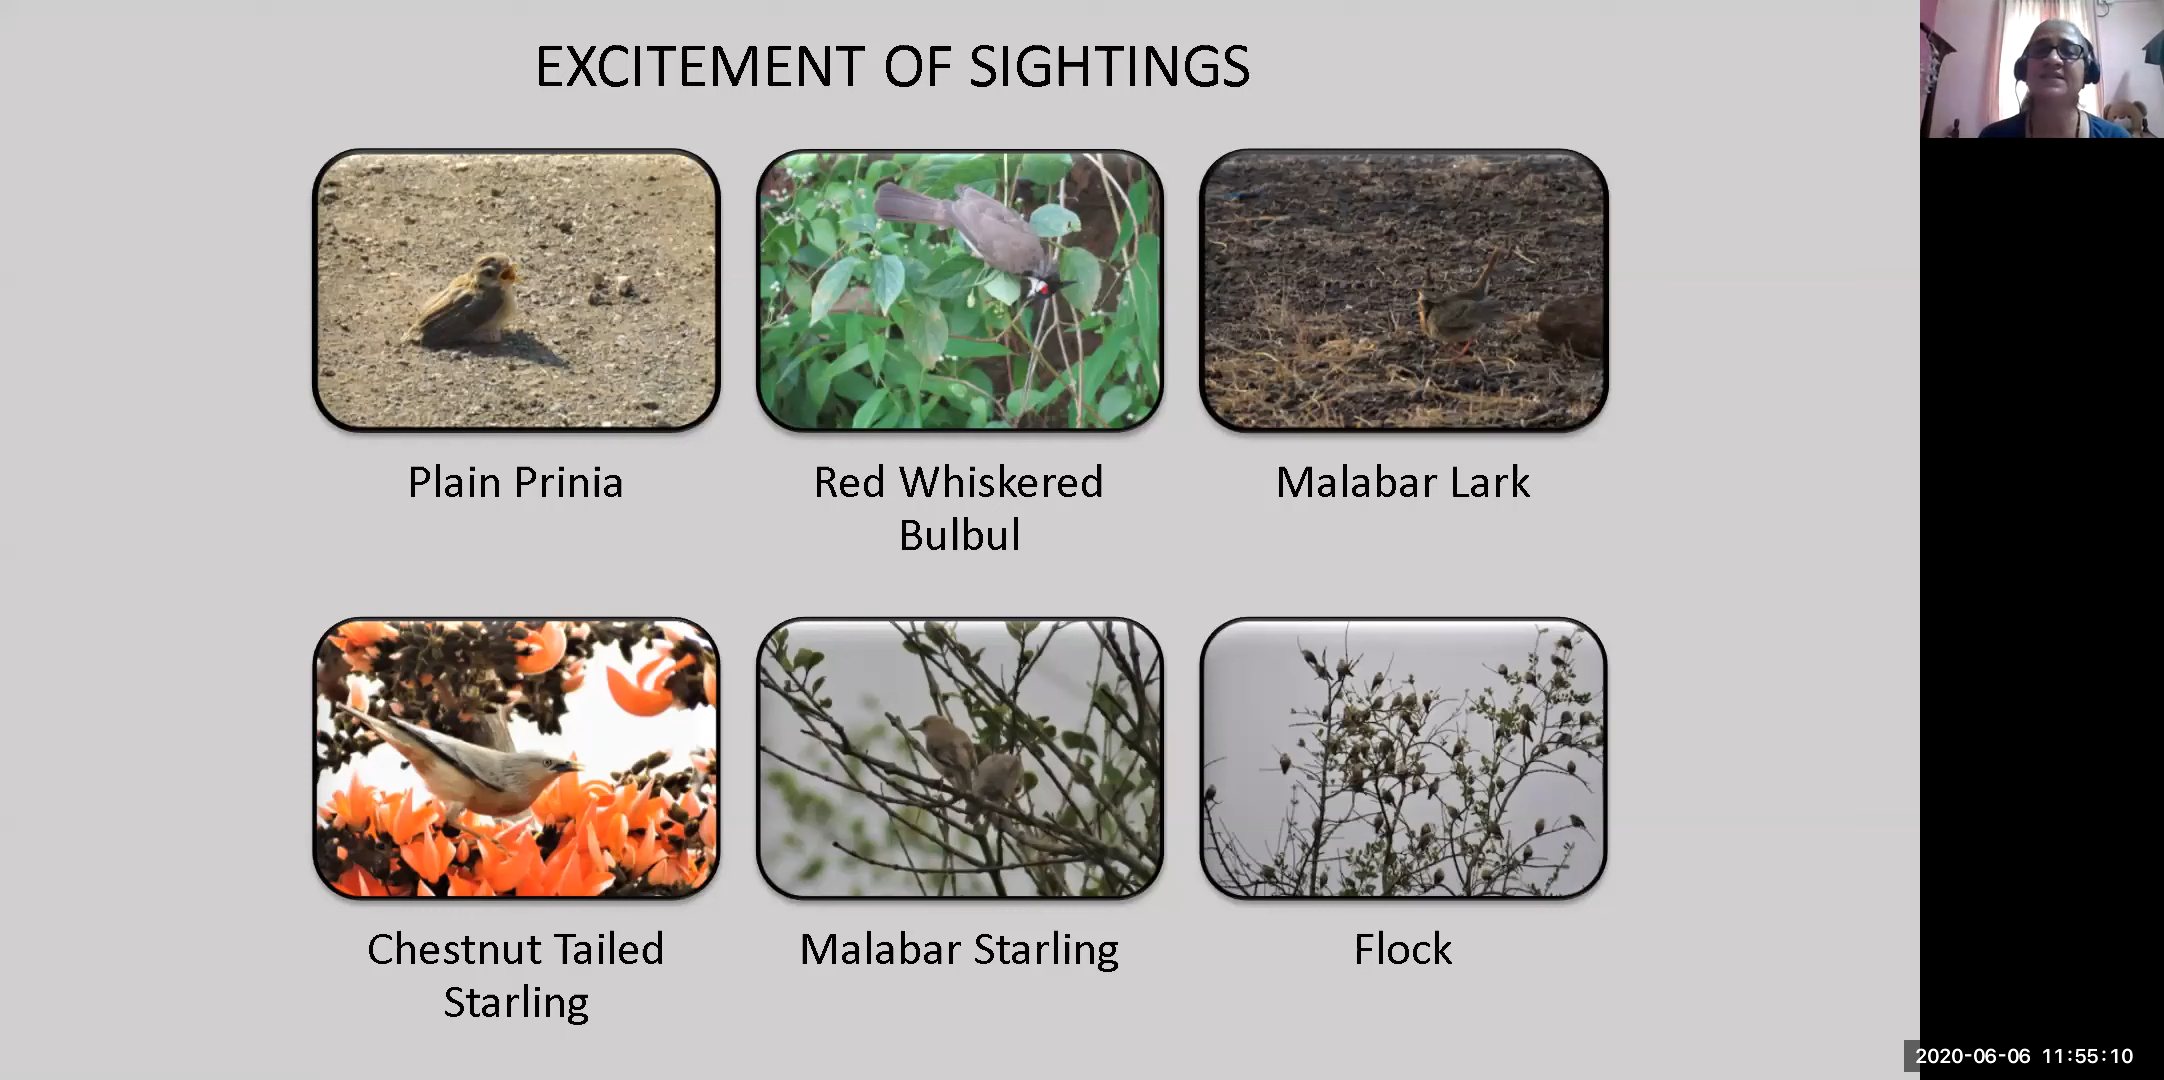 EXCITEMENT OF SIGHTINGS
Plain Prinia
Red Whiskered
Bulbul
Malabar Lark
Chestnut Tailed
Starling
Malabar Starling
Flock
2020-06-06 11:55:10